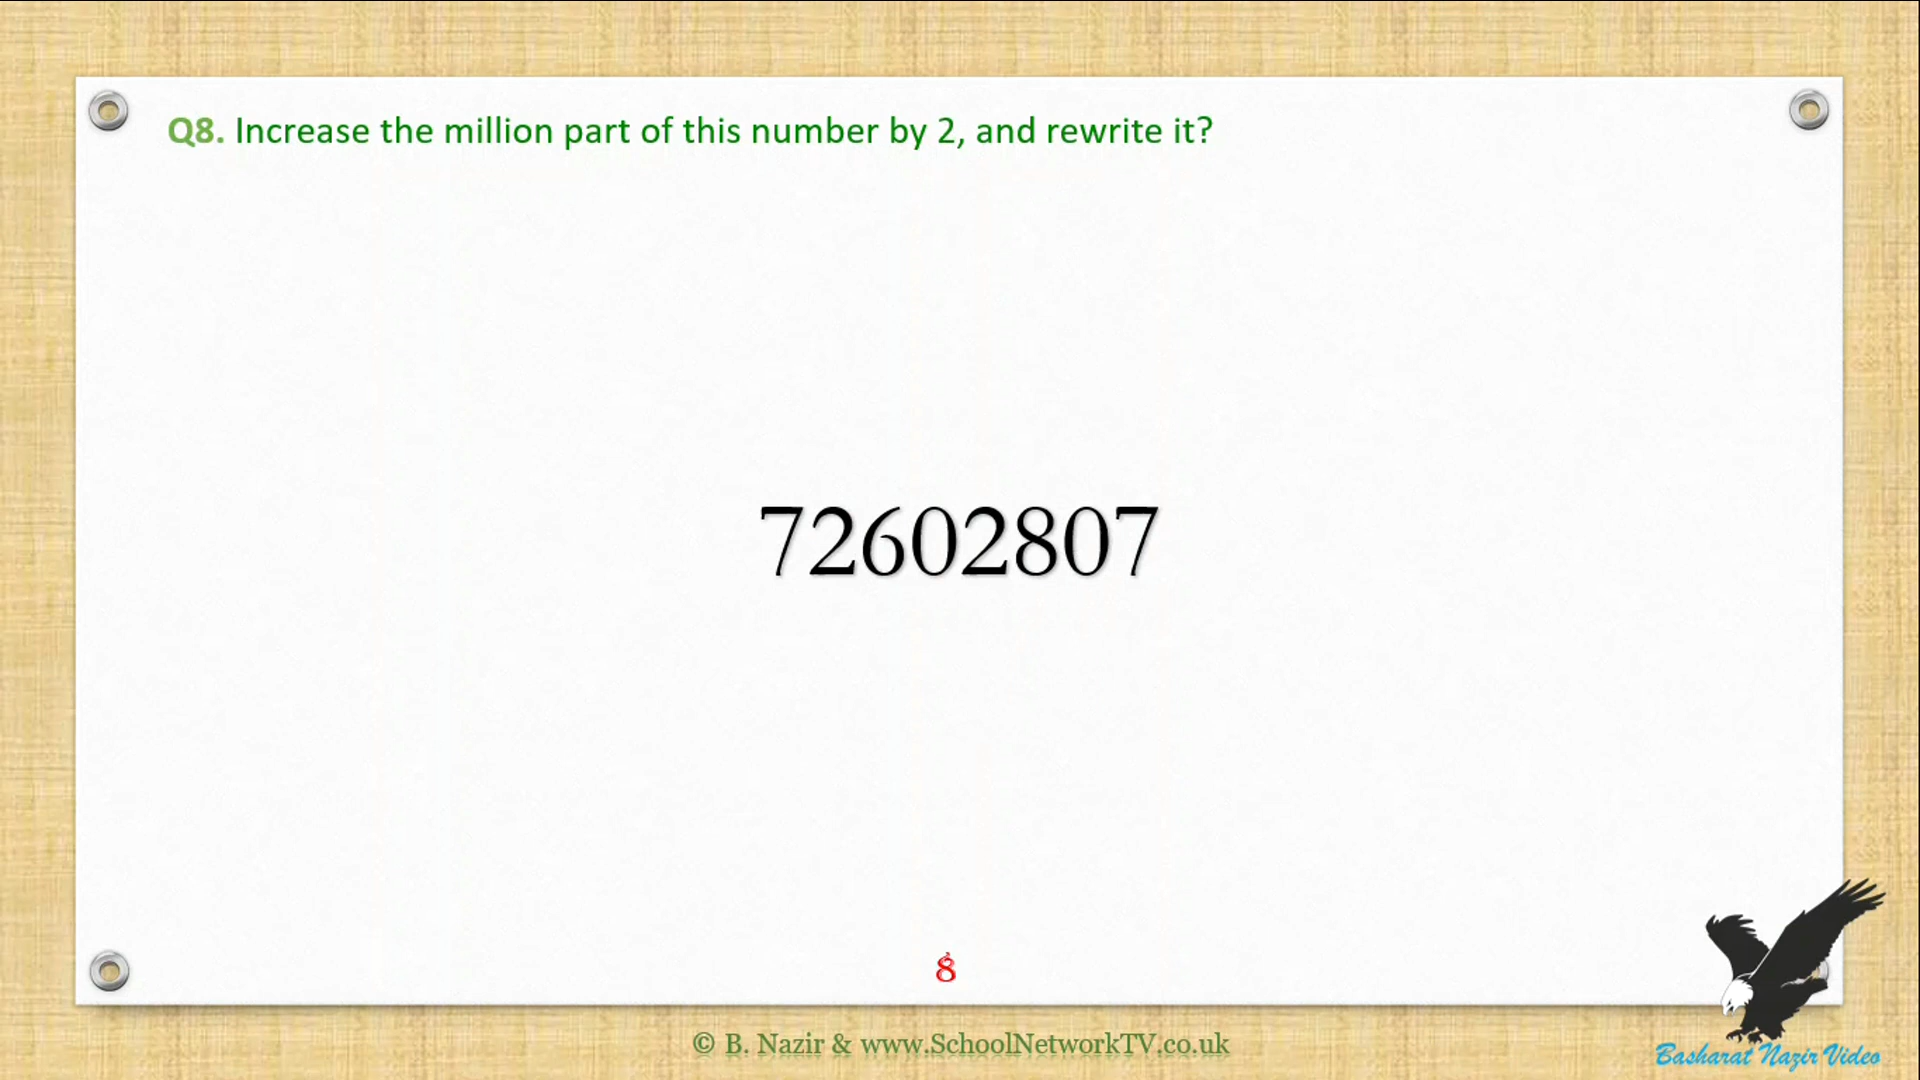 Q8. Increase the million part of this number by 2, and rewrite it?
72602807
8
© B. Nazir & www.SchoolNetworkTV.co.uk
Basharat Nazir Video